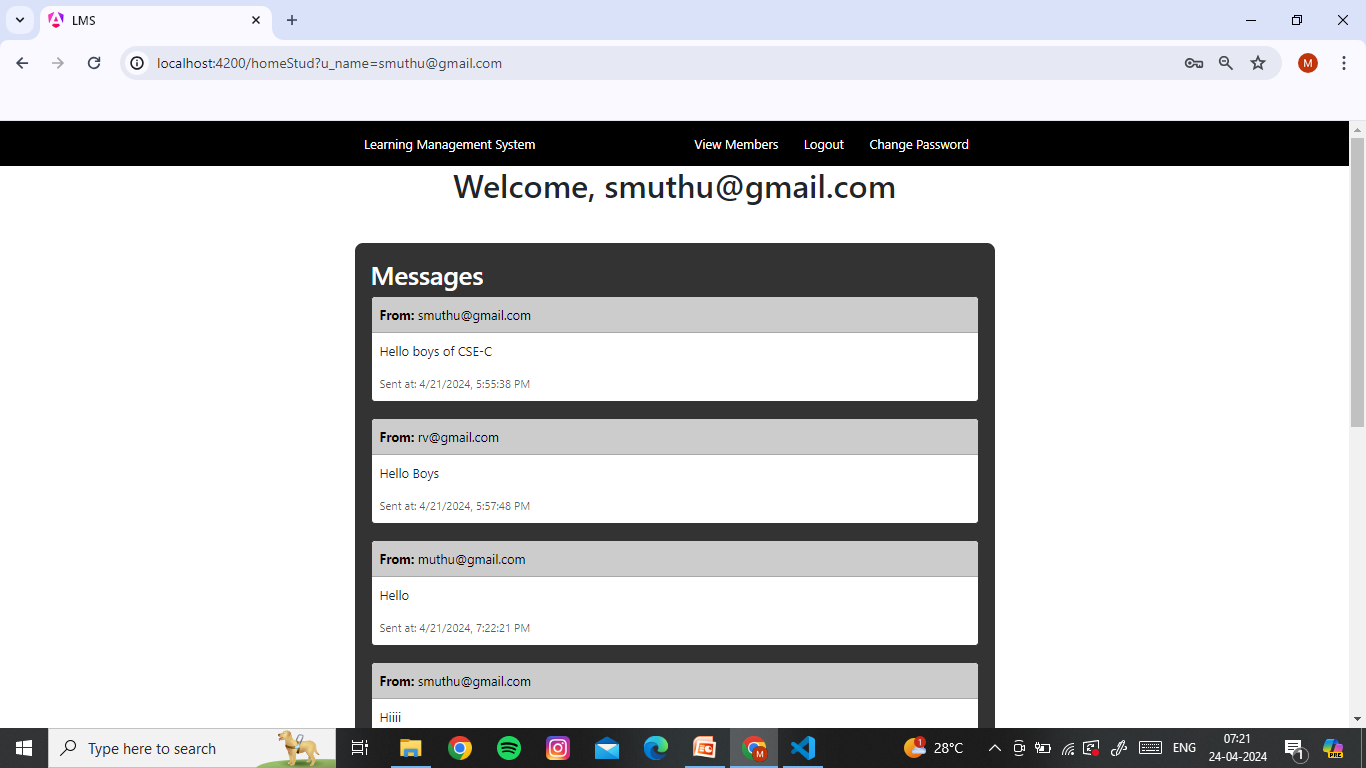 LMS
localhost:4200/homeStud?u_name=smuthu@gmail.com
M
Learning Management System View Members Logout Change Password
Welcome, smuthu@gmail.com
Messages
From: smuthu@gmail.com
Hello boys of CSE-C
Sent at: 4/21/2024, 5:55:38 PM
From: rv@gmail.com
Hello Boys
Sent at: 4/21/2024, 5:57:48 PM
From: muthu@gmail.com
Hello
Sent at: 4/21/2024, 7:22:21 PM
From: smuthu@gmail.com
Hiiii
Type here to search
M
1
28°C
ENG
07:21
24-04-2024
1
PRE